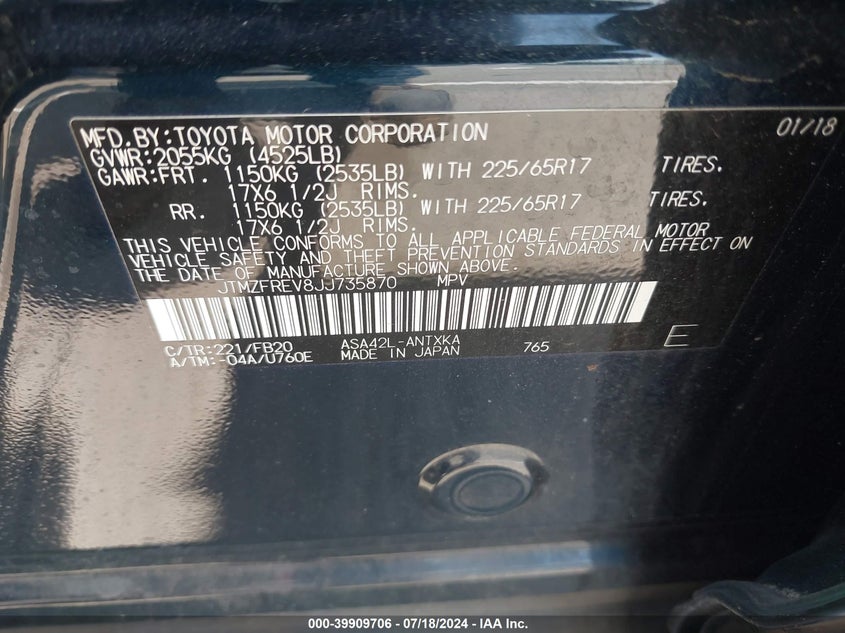 MFD.BY:TOYOTA MOTOR CORPORATION 01/18
GVWR:2055KG (4525LB)
GAWR:FRT. 1150KG (2535LB) WITH 225/65R17 TIRES.
17X6 1/2J RIMS.
RR. 1150KG (2535LB) WITH 225/65R17 TIRES.
17X6 1/2J RIMS.
THIS VEHICLE CONFORMS TO ALL APPLICABLE FEDERAL MOTOR
VEHICLE SAFETY AND THEFT PREVENTION STANDARDS IN EFFECT ON
THE DATE OF MANUFACTURE SHOWN ABOVE.
JTMZFREV8JJ735870 MPV
C/TR:221/FB20 ASA42L-ANTXKA 765 E
A/TM:-04A/U760E MADE IN JAPAN
000-39909706 - 07/18/2024 - IAA Inc.